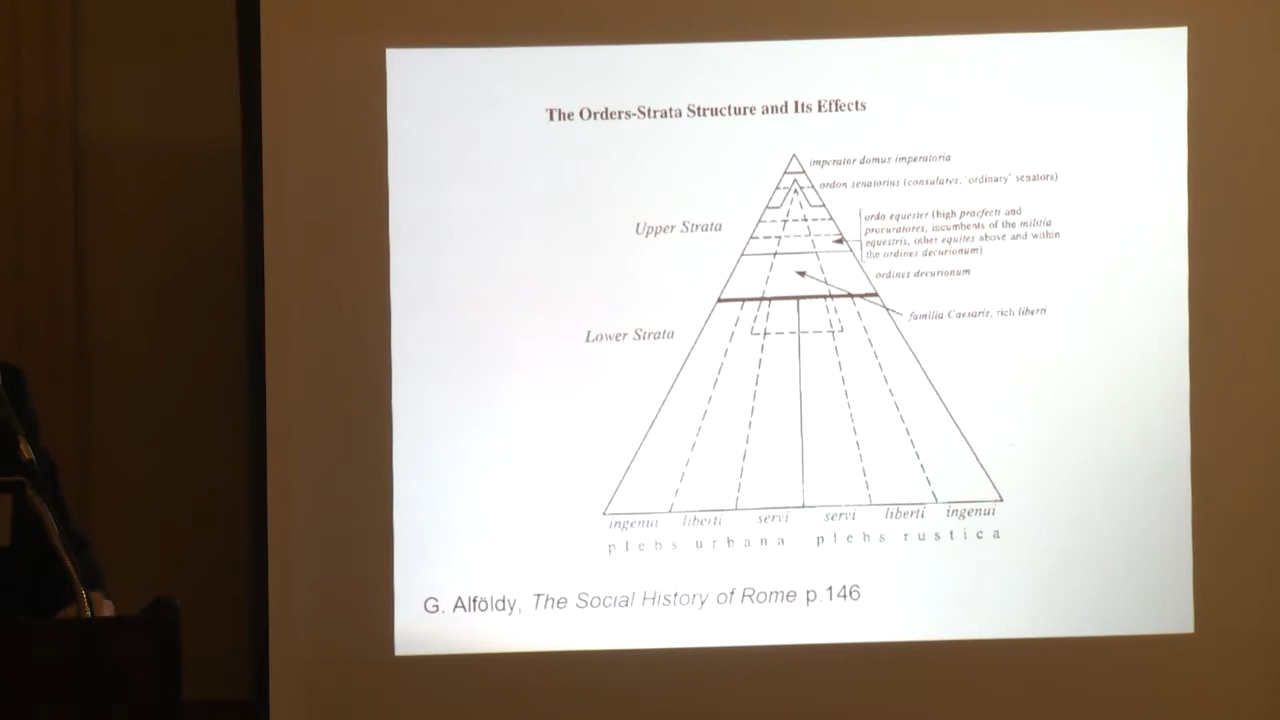 The Orders-Strata Structure and Its Effects
imperator domus imperatoria
ordon senatorius (consulares, 'ordinary' senators)
Upper Strata
ordo equester (high praefecti and
procuratores, incumbents of the militia
equestris, other equites above and within
the ordines decurionum)
ordines decurionum
familia Caesaris, rich liberti
Lower Strata
ingenui liberti servi servi liberti ingenui
plebs urbana plebs rustica
G. Alföldy, The Social History of Rome p.146